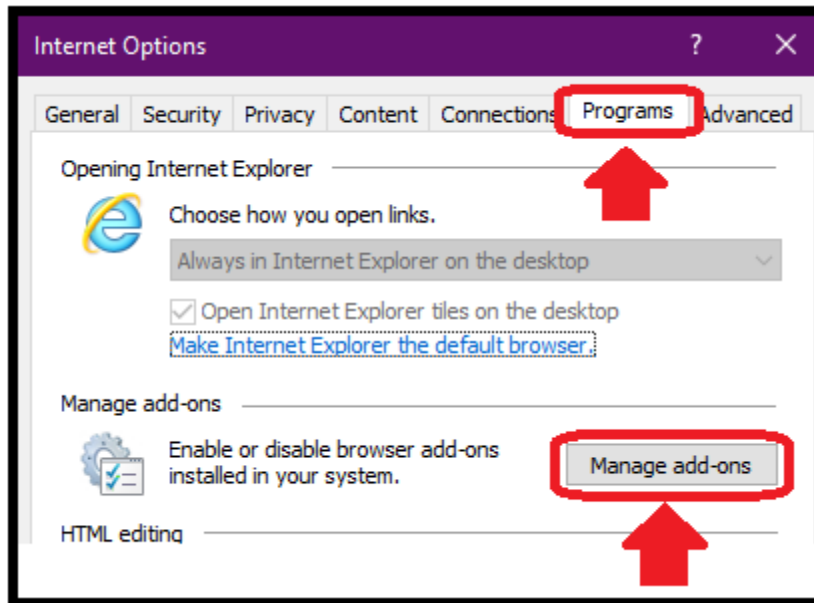 Internet Options ? X
General Security Privacy Content Connections Programs Advanced
Opening Internet Explorer
Choose how you open links.
Always in Internet Explorer on the desktop
Open Internet Explorer tiles on the desktop
Make Internet Explorer the default browser.
Manage add-ons
Enable or disable browser add-ons
installed in your system.
Manage add-ons
HTML editing